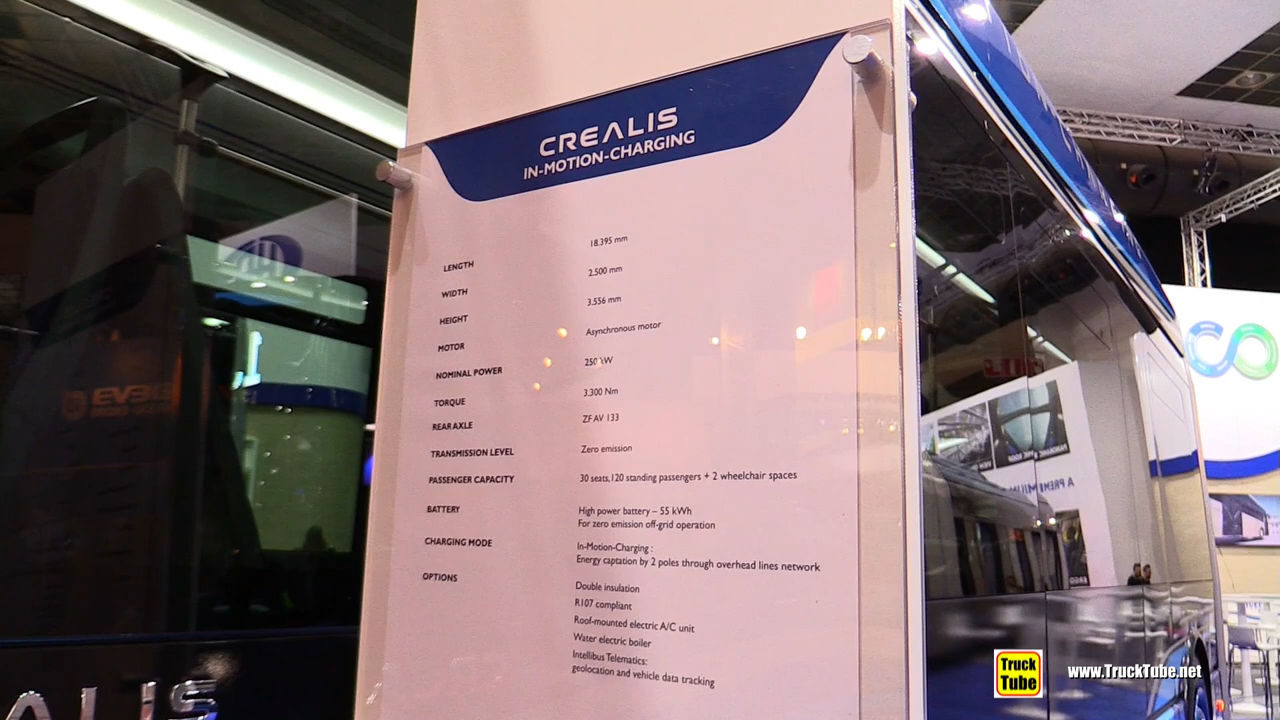 CREALIS
IN-MOTION-CHARGING
LENGTH 18.395 mm
WIDTH 2.500 mm
HEIGHT 3.556 mm
MOTOR Asynchronous motor
NOMINAL POWER 250 kW
TORQUE 3.300 Nm
REAR AXLE ZF AV 133
TRANSMISSION LEVEL Zero emission
PASSENGER CAPACITY 30 seats, 120 standing passengers + 2 wheelchair spaces
BATTERY High power battery – 55 kWh
For zero emission off-grid operation
CHARGING MODE In-Motion-Charging :
Energy captation by 2 poles through overhead lines network
OPTIONS Double insulation
R107 compliant
Roof-mounted electric A/C unit
Water electric boiler
Intellibus Telematics:
geolocation and vehicle data tracking
ALIS
A PREMIUM
Truck
Tube
www.TruckTube.net